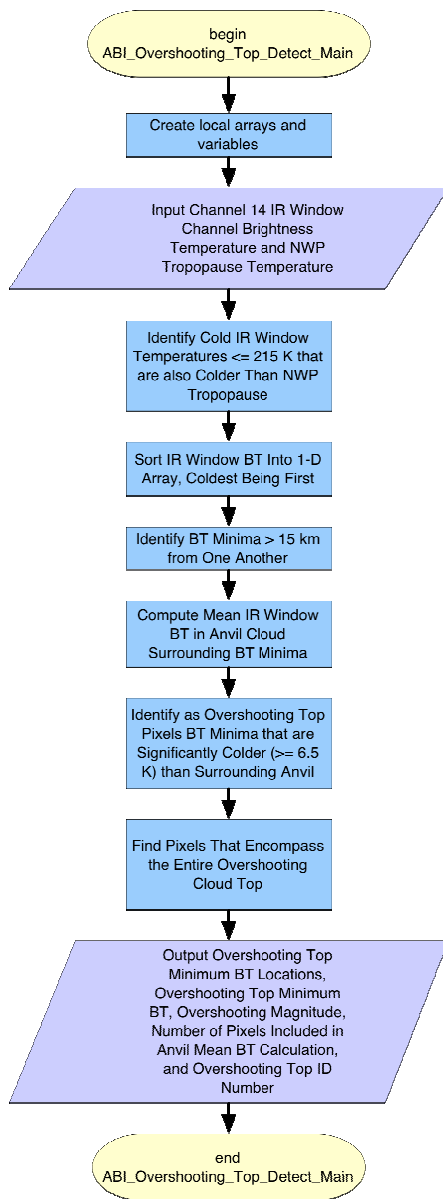 begin
ABI_Overshooting_Top_Detect_Main
Create local arrays and
variables
Input Channel 14 IR Window
Channel Brightness
Temperature and NWP
Tropopause Temperature
Identify Cold IR Window
Temperatures <= 215 K that
are also Colder Than NWP
Tropopause
Sort IR Window BT Into 1-D
Array, Coldest Being First
Identify BT Minima > 15 km
from One Another
Compute Mean IR Window
BT in Anvil Cloud
Surrounding BT Minima
Identify as Overshooting Top
Pixels BT Minima that are
Significantly Colder (>= 6.5
K) than Surrounding Anvil
Find Pixels That Encompass
the Entire Overshooting
Cloud Top
Output Overshooting Top
Minimum BT Locations,
Overshooting Top Minimum
BT, Overshooting Magnitude,
Number of Pixels Included in
Anvil Mean BT Calculation,
and Overshooting Top ID
Number
end
ABI_Overshooting_Top_Detect_Main